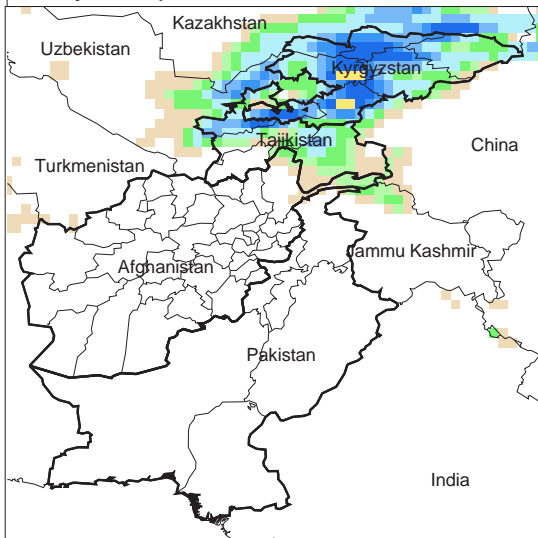 Kazakhstan
Uzbekistan
Kyrgyzstan
Tajikistan
China
Turkmenistan
Jammu Kashmir
Afghanistan
Pakistan
India